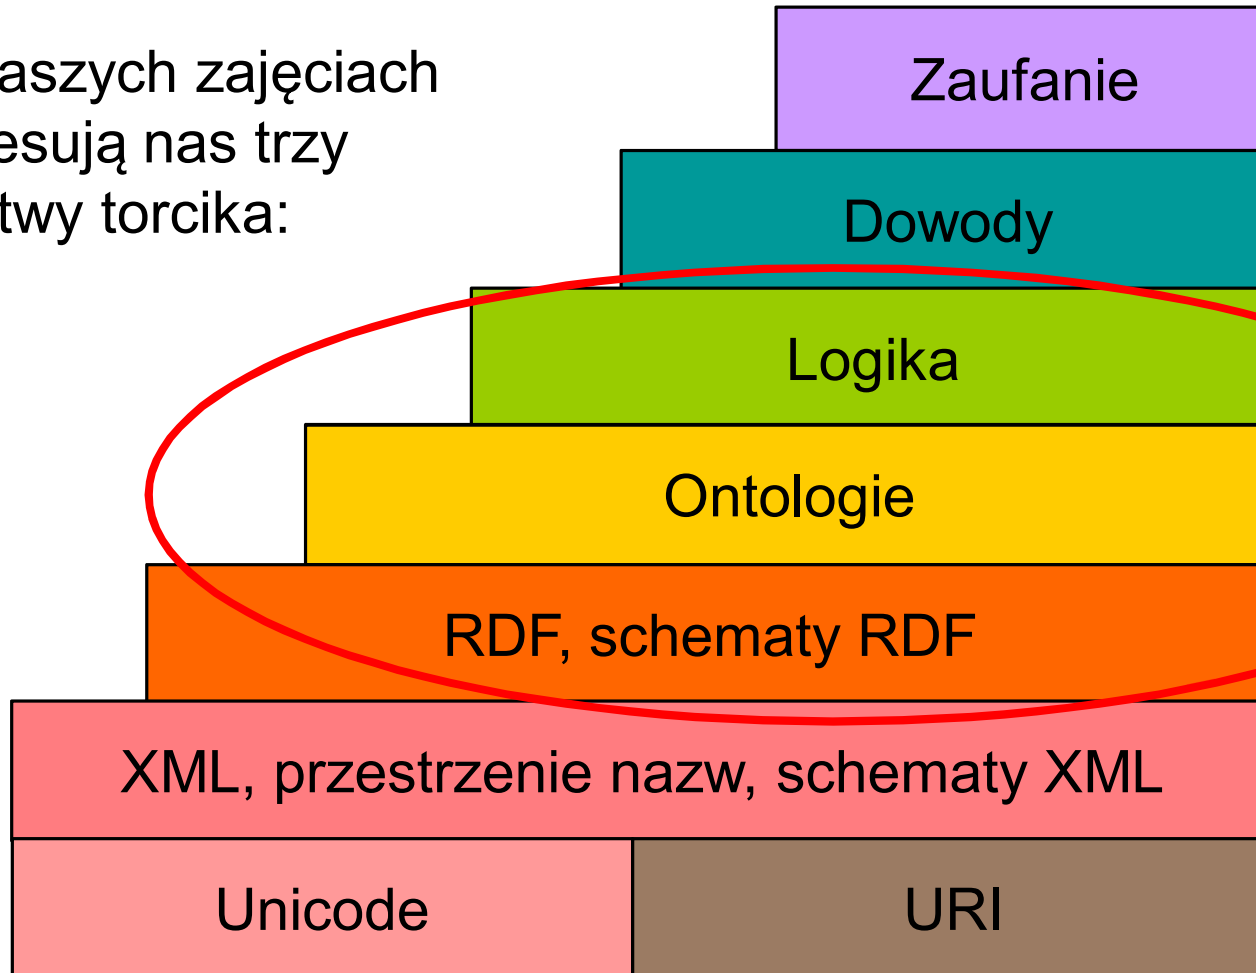 aszych zajęciach
esują nas trzy
twy torcika:
Zaufanie
Dowody
Logika
Ontologie
RDF, schematy RDF
XML, przestrzenie nazw, schematy XML
Unicode
URI